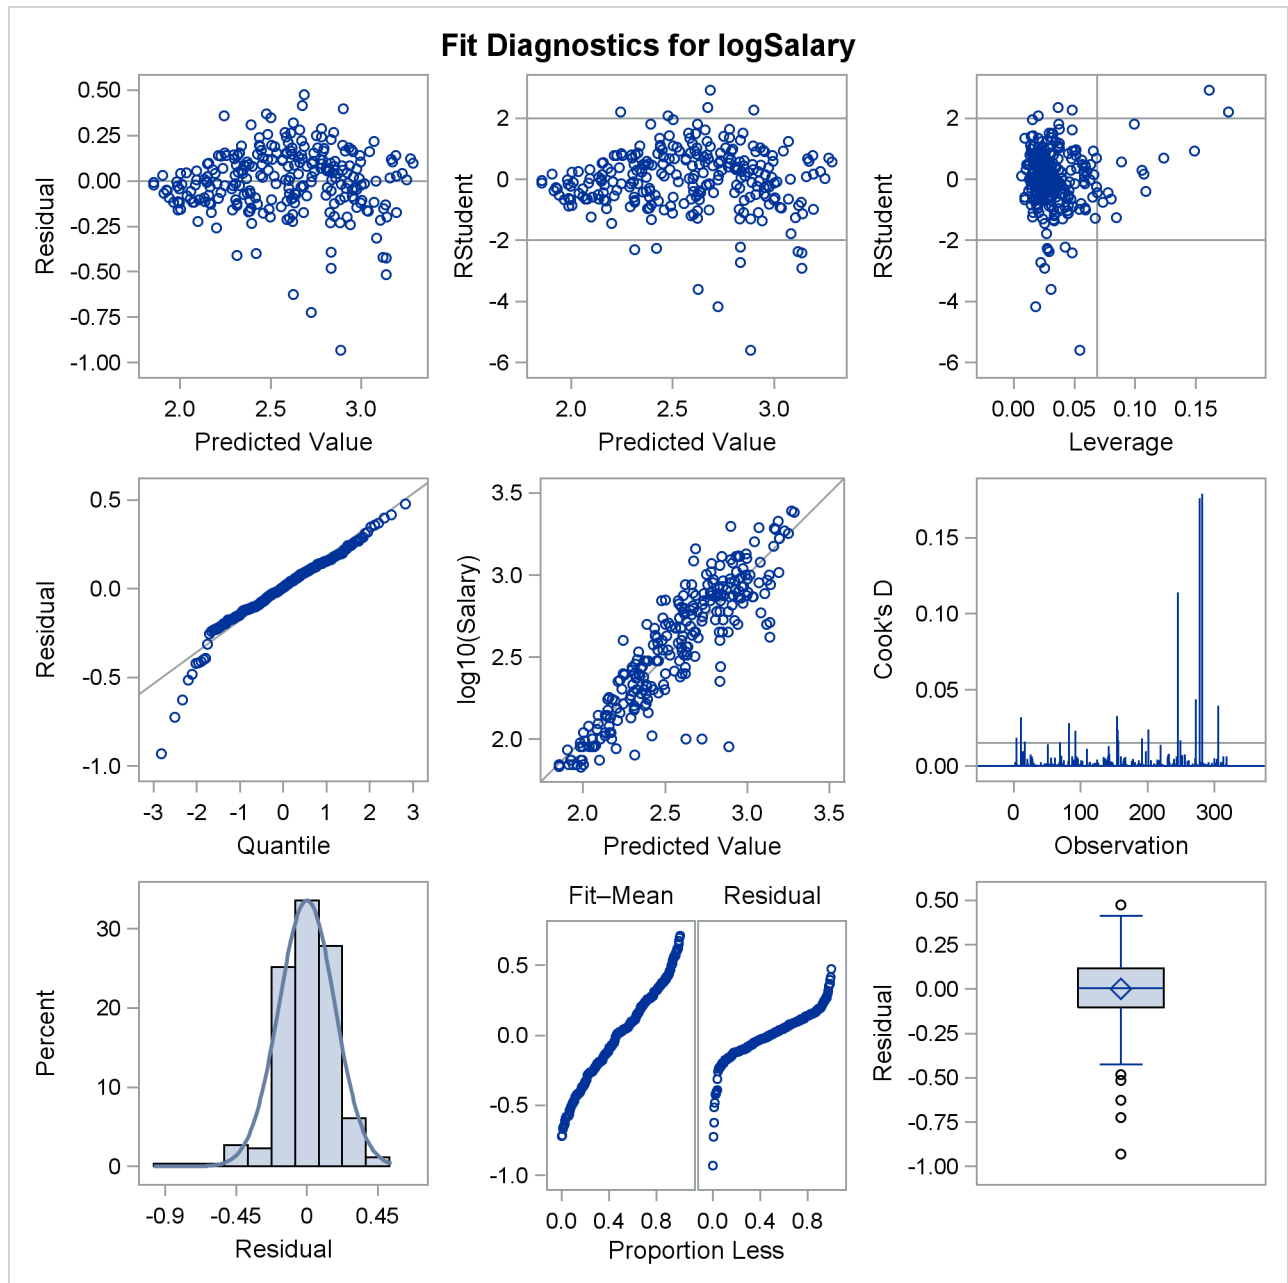 Fit Diagnostics for logSalary
0.50
0.25
0.00
-0.25
-0.50
-0.75
-1.00
Residual
2.0 2.5 3.0
Predicted Value
2
0
-2
-4
-6
RStudent
2.0 2.5 3.0
Predicted Value
2
0
-2
-4
-6
RStudent
0.00 0.05 0.10 0.15
Leverage
0.5
0.0
-0.5
-1.0
Residual
-3 -2 -1 0 1 2 3
Quantile
3.5
3.0
2.5
2.0
log10(Salary)
2.0 2.5 3.0 3.5
Predicted Value
0.15
0.10
0.05
0.00
Cook's D
0 100 200 300
Observation
30
20
10
0
Percent
-0.9 -0.45 0 0.45
Residual
Fit–Mean Residual
0.5
0.0
-0.5
-1.0
0.0 0.4 0.8 0.0 0.4 0.8
Proportion Less
0.50
0.25
0.00
-0.25
-0.50
-0.75
-1.00
Residual